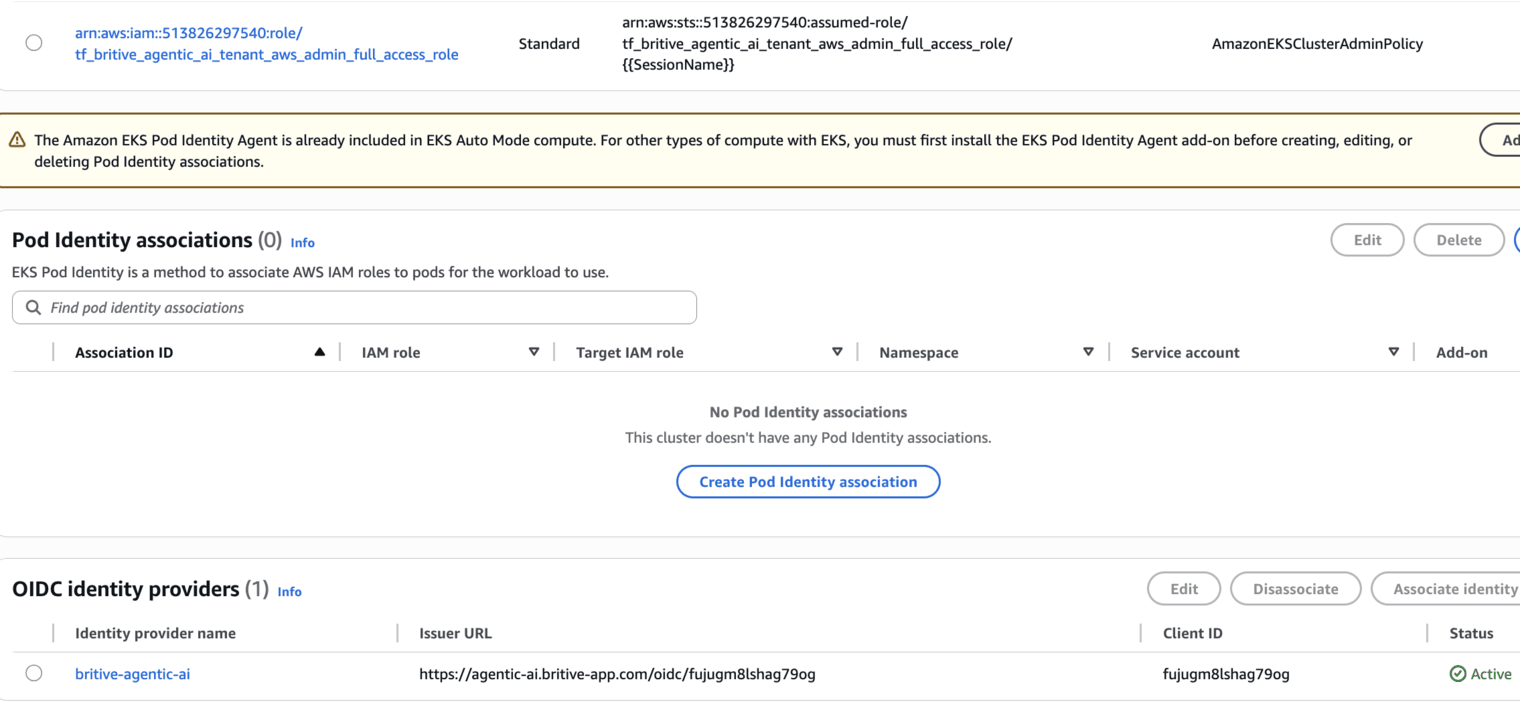 arn:aws:iam::513826297540:role/
tf_britive_agentic_ai_tenant_aws_admin_full_access_role
Standard
arn:aws:sts::513826297540:assumed-role/
tf_britive_agentic_ai_tenant_aws_admin_full_access_role/
{{SessionName}}
AmazonEKSClusterAdminPolicy
The Amazon EKS Pod Identity Agent is already included in EKS Auto Mode compute. For other types of compute with EKS, you must first install the EKS Pod Identity Agent add-on before creating, editing, or
deleting Pod Identity associations.
Ad
Pod Identity associations (0) Info
Edit
Delete
EKS Pod Identity is a method to associate AWS IAM roles to pods for the workload to use.
Find pod identity associations
Association ID
IAM role
Target IAM role
Namespace
Service account
Add-on
No Pod Identity associations
This cluster doesn't have any Pod Identity associations.
Create Pod Identity association
OIDC identity providers (1) Info
Edit
Disassociate
Associate identity
Identity provider name
Issuer URL
Client ID
Status
britive-agentic-ai
https://agentic-ai.britive-app.com/oidc/fujugm8lshag79og
fujugm8lshag79og
Active